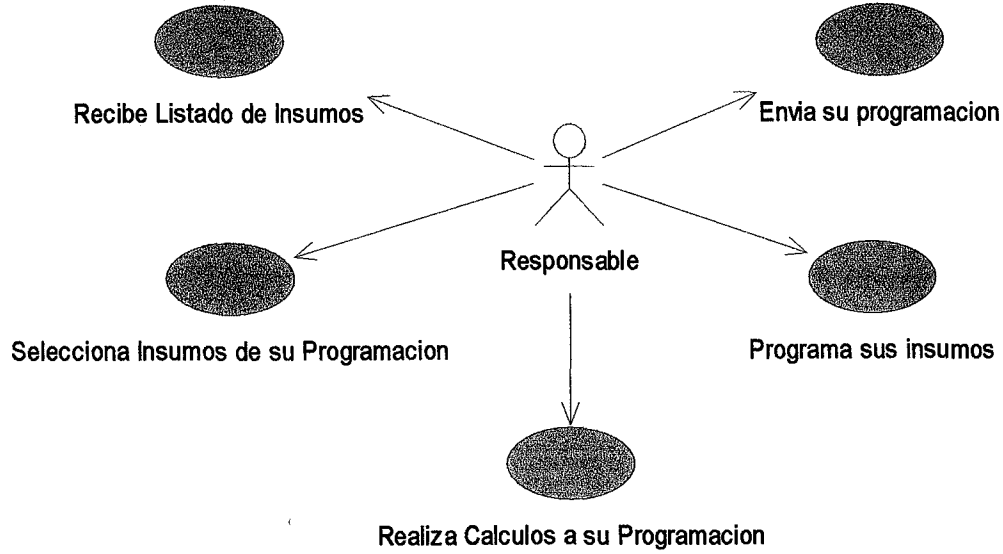 Recibe Listado de Insumos
Envia su programacion
Responsable
Selecciona Insumos de su Programacion
Programa sus insumos
Realiza Calculos a su Programacion